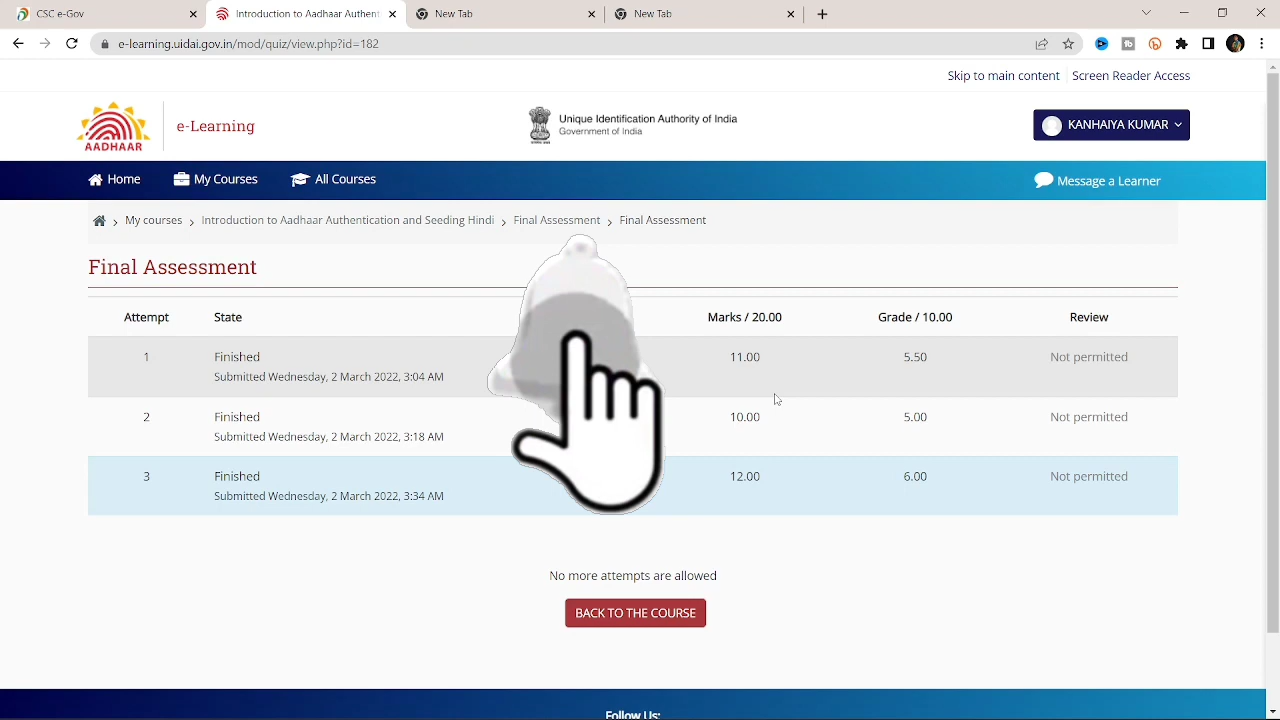 CSC e-Gov
Introduction to Aadhaar Authent
New Tab
New Tab
e-learning.uidai.gov.in/mod/quiz/view.php?id=182
Skip to main content
Screen Reader Access
AADHAAR
e-Learning
Unique Identification Authority of India
Government of India
KANHAIYA KUMAR
Home
My Courses
All Courses
Message a Learner
My courses
Introduction to Aadhaar Authentication and Seeding Hindi
Final Assessment
Final Assessment
Final Assessment
Attempt State Marks / 20.00 Grade / 10.00 Review
1 Finished 11.00 5.50 Not permitted
Submitted Wednesday, 2 March 2022, 3:04 AM
2 Finished 10.00 5.00 Not permitted
Submitted Wednesday, 2 March 2022, 3:18 AM
3 Finished 12.00 6.00 Not permitted
Submitted Wednesday, 2 March 2022, 3:34 AM
No more attempts are allowed
BACK TO THE COURSE
Follow Us: